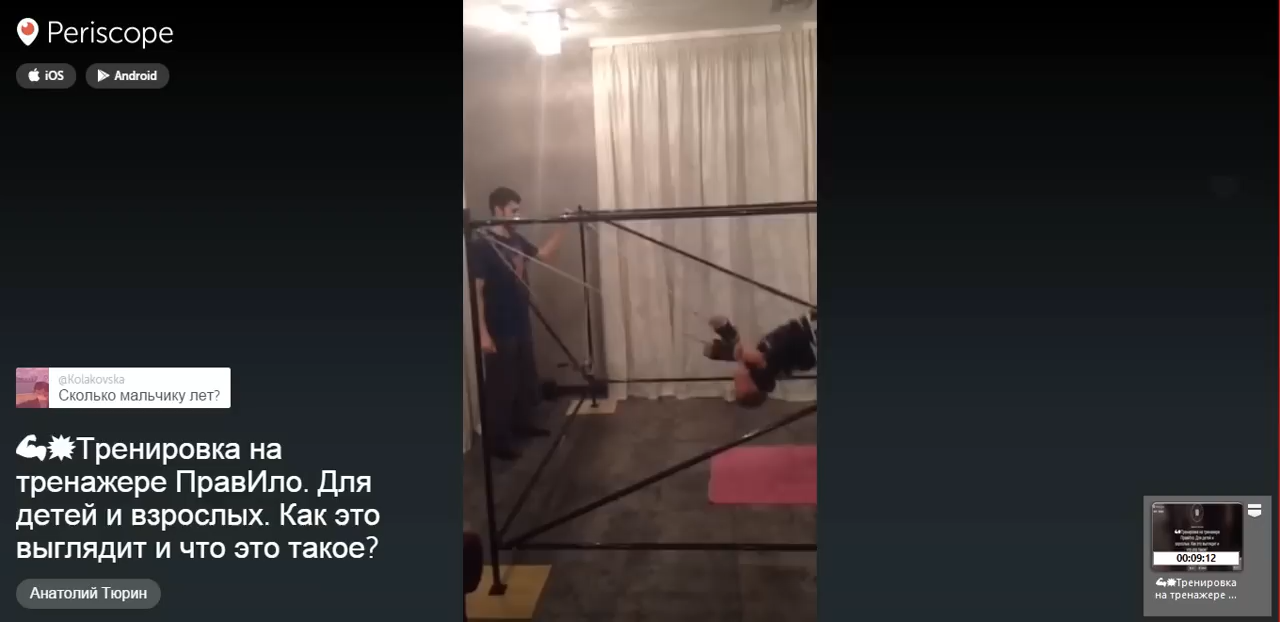 Periscope
iOS
Android
@Kolakovska
Сколько мальчику лет?
Тренировка на
тренажере ПравИло. Для
детей и взрослых. Как это
выглядит и что это такое?
Анатолий Тюрин
00:09:12
Тренировка
на тренажере ...